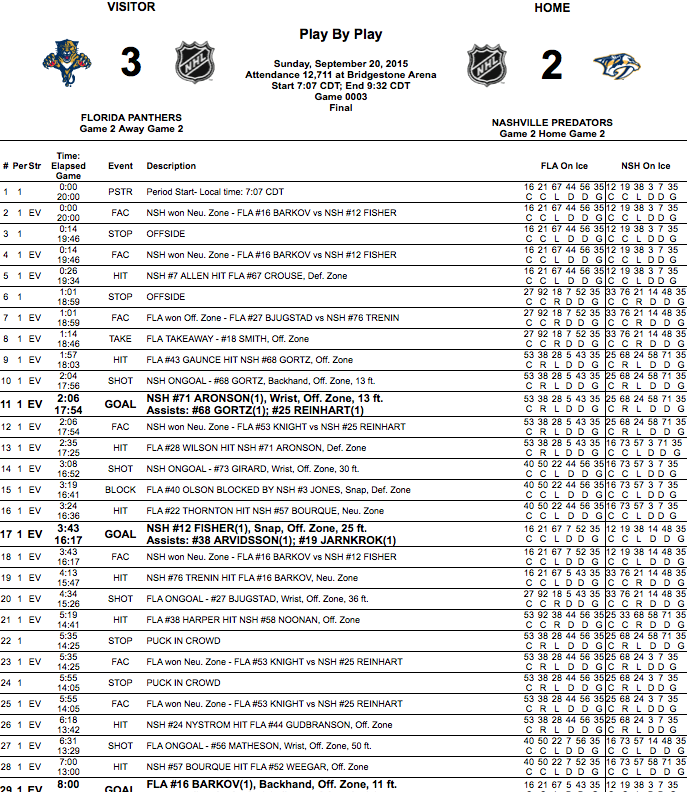 VISITOR
HOME
Play By Play
3
NHL
Sunday, September 20, 2015
Attendance 12,711 at Bridgestone Arena
Start 7:07 CDT; End 9:32 CDT
Game 0003
Final
NHL
2
FLORIDA PANTHERS
Game 2 Away Game 2
NASHVILLE PREDATORS
Game 2 Home Game 2
# Per Str Time: Elapsed Game Event Description FLA On Ice NSH On Ice
1 1 0:00 PSTR Period Start- Local time: 7:07 CDT 16 21 67 44 56 35 12 19 38 3 7 35
20:00 C C L D D G C C L D D G
2 1 EV 0:00 FAC NSH won Neu. Zone - FLA #16 BARKOV vs NSH #12 FISHER 16 21 67 44 56 35 12 19 38 3 7 35
20:00 C C L D D G C C L D D G
3 1 0:14 STOP OFFSIDE 16 21 67 44 56 35 12 19 38 3 7 35
19:46 C C L D D G C C L D D G
4 1 EV 0:14 FAC NSH won Neu. Zone - FLA #16 BARKOV vs NSH #12 FISHER 16 21 67 44 56 35 12 19 38 3 7 35
19:46 C C L D D G C C L D D G
5 1 EV 0:26 HIT NSH #7 ALLEN HIT FLA #67 CROUSE, Def. Zone 16 21 67 44 56 35 12 19 38 3 7 35
19:34 C C L D D G C C L D D G
6 1 1:01 STOP OFFSIDE 27 92 18 7 52 35 33 76 21 14 48 35
18:59 C C R D D G C C R D D G
7 1 EV 1:01 FAC FLA won Off. Zone - FLA #27 BJUGSTAD vs NSH #76 TRENIN 27 92 18 7 52 35 33 76 21 14 48 35
18:59 C C R D D G C C R D D G
8 1 EV 1:14 TAKE FLA TAKEAWAY - #18 SMITH, Off. Zone 27 92 18 7 52 35 33 76 21 14 48 35
18:46 C C R D D G C C R D D G
9 1 EV 1:57 HIT FLA #43 GAUNCE HIT NSH #68 GORTZ, Off. Zone 53 38 28 5 43 35 25 68 24 58 71 35
18:03 C R L D D G C R L D D G
10 1 EV 2:04 SHOT NSH ONGOAL - #68 GORTZ, Backhand, Off. Zone, 13 ft. 53 38 28 5 43 35 25 68 24 58 71 35
17:56 C R L D D G C R L D D G
11 1 EV 2:06 GOAL NSH #71 ARONSON(1), Wrist, Off. Zone, 13 ft. 53 38 28 5 43 35 25 68 24 58 71 35
17:54 Assists: #68 GORTZ(1); #25 REINHART(1) C R L D D G C R L D D G
12 1 EV 2:06 FAC NSH won Neu. Zone - FLA #53 KNIGHT vs NSH #25 REINHART 53 38 28 5 43 35 25 68 24 58 71 35
17:54 C R L D D G C R L D D G
13 1 EV 2:35 HIT FLA #28 WILSON HIT NSH #71 ARONSON, Def. Zone 53 38 28 5 43 35 16 73 57 3 71 35
17:25 C R L D D G C C L D D G
14 1 EV 3:08 SHOT NSH ONGOAL - #73 GIRARD, Wrist, Off. Zone, 30 ft. 40 50 22 44 56 35 16 73 57 3 7 35
16:52 C C L D D G C C L D D G
15 1 EV 3:19 BLOCK FLA #40 OLSON BLOCKED BY NSH #3 JONES, Snap, Def. Zone 40 50 22 44 56 35 16 73 57 3 7 35
16:41 C C L D D G C C L D D G
16 1 EV 3:24 HIT FLA #22 THORNTON HIT NSH #57 BOURQUE, Neu. Zone 40 50 22 44 56 35 16 73 57 3 7 35
16:36 C C L D D G C C L D D G
17 1 EV 3:43 GOAL NSH #12 FISHER(1), Snap, Off. Zone, 25 ft. 16 21 67 7 52 35 12 19 38 14 48 35
16:17 Assists: #38 ARVIDSSON(1); #19 JARNKROK(1) C C L D D G C C L D D G
18 1 EV 3:43 FAC NSH won Neu. Zone - FLA #16 BARKOV vs NSH #12 FISHER 16 21 67 7 52 35 12 19 38 14 48 35
16:17 C C L D D G C C L D D G
19 1 EV 4:13 HIT NSH #76 TRENIN HIT FLA #16 BARKOV, Neu. Zone 16 21 67 5 43 35 33 76 21 14 48 35
15:47 C C L D D G C C R D D G
20 1 EV 4:34 SHOT FLA ONGOAL - #27 BJUGSTAD, Wrist, Off. Zone, 36 ft. 27 92 18 5 43 35 33 76 21 14 48 35
15:26 C C R D D G C C R D D G
21 1 EV 5:19 HIT FLA #38 HARPER HIT NSH #58 NOONAN, Off. Zone 53 92 38 44 56 35 25 33 68 58 71 35
14:41 C C R D D G C C R D D G
22 1 5:35 STOP PUCK IN CROWD 53 38 28 44 56 35 25 68 24 58 71 35
14:25 C R L D D G C R L D D G
23 1 EV 5:35 FAC FLA won Neu. Zone - FLA #53 KNIGHT vs NSH #25 REINHART 53 38 28 44 56 35 25 68 24 3 7 35
14:25 C R L D D G C R L D D G
24 1 5:55 STOP PUCK IN CROWD 53 38 28 44 56 35 25 68 24 3 7 35
14:05 C R L D D G C R L D D G
25 1 EV 5:55 FAC FLA won Neu. Zone - FLA #53 KNIGHT vs NSH #25 REINHART 53 38 28 44 56 35 25 68 24 3 7 35
14:05 C R L D D G C R L D D G
26 1 EV 6:18 HIT NSH #24 NYSTROM HIT FLA #44 GUDBRANSON, Off. Zone 53 38 28 44 56 35 25 68 24 3 7 35
13:42 C R L D D G C R L D D G
27 1 EV 6:31 SHOT FLA ONGOAL - #56 MATHESON, Wrist, Off. Zone, 50 ft. 40 50 22 7 56 35 16 73 57 14 48 35
13:29 C C L D D G C C L D D G
28 1 EV 7:00 HIT NSH #57 BOURQUE HIT FLA #52 WEEGAR, Off. Zone 40 50 22 7 52 35 16 73 57 14 48 35
13:00 C C L D D G C C L D D G
29 1 EV 8:00 GOAL FLA #16 BARKOV(1), Backhand, Off. Zone, 11 ft. 16 21 67 5 43 35 12 19 38 3 7 35